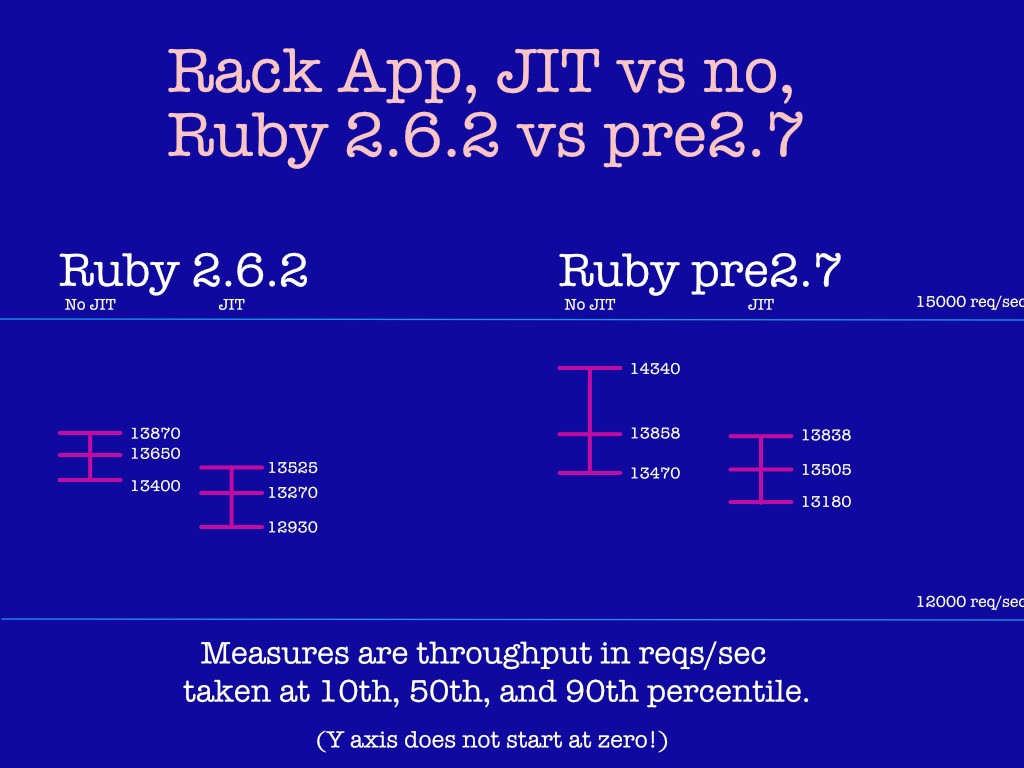 Rack App, JIT vs no,
Ruby 2.6.2 vs pre2.7
Ruby 2.6.2
No JIT
JIT
Ruby pre2.7
No JIT
JIT
15000 req/sec
13870
13650
13400
13525
13270
12930
14340
13858
13470
13838
13505
13180
12000 req/sec
Measures are throughput in reqs/sec
taken at 10th, 50th, and 90th percentile.
(Y axis does not start at zero!)